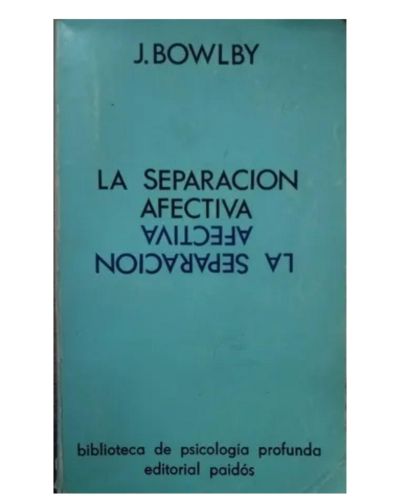 J. BOWLBY
LA SEPARACION
AFECTIVA
LA SEPARACION
AFECTIVA
biblioteca de psicología profunda
editorial paidós